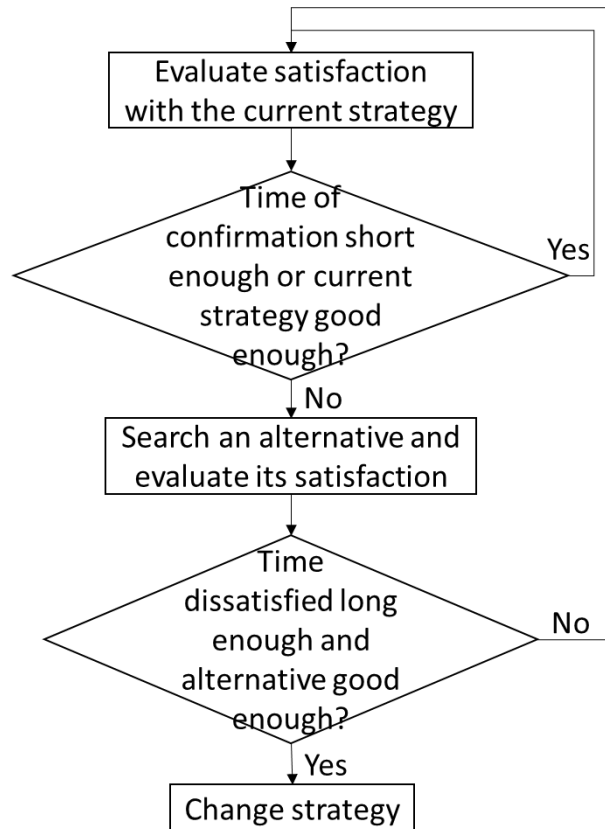 Evaluate satisfaction
with the current strategy
Time of
confirmation short
enough or current
strategy good
enough?
Yes
No
Search an alternative and
evaluate its satisfaction
Time
dissatisfied long
enough and
alternative good
enough?
No
Yes
Change strategy